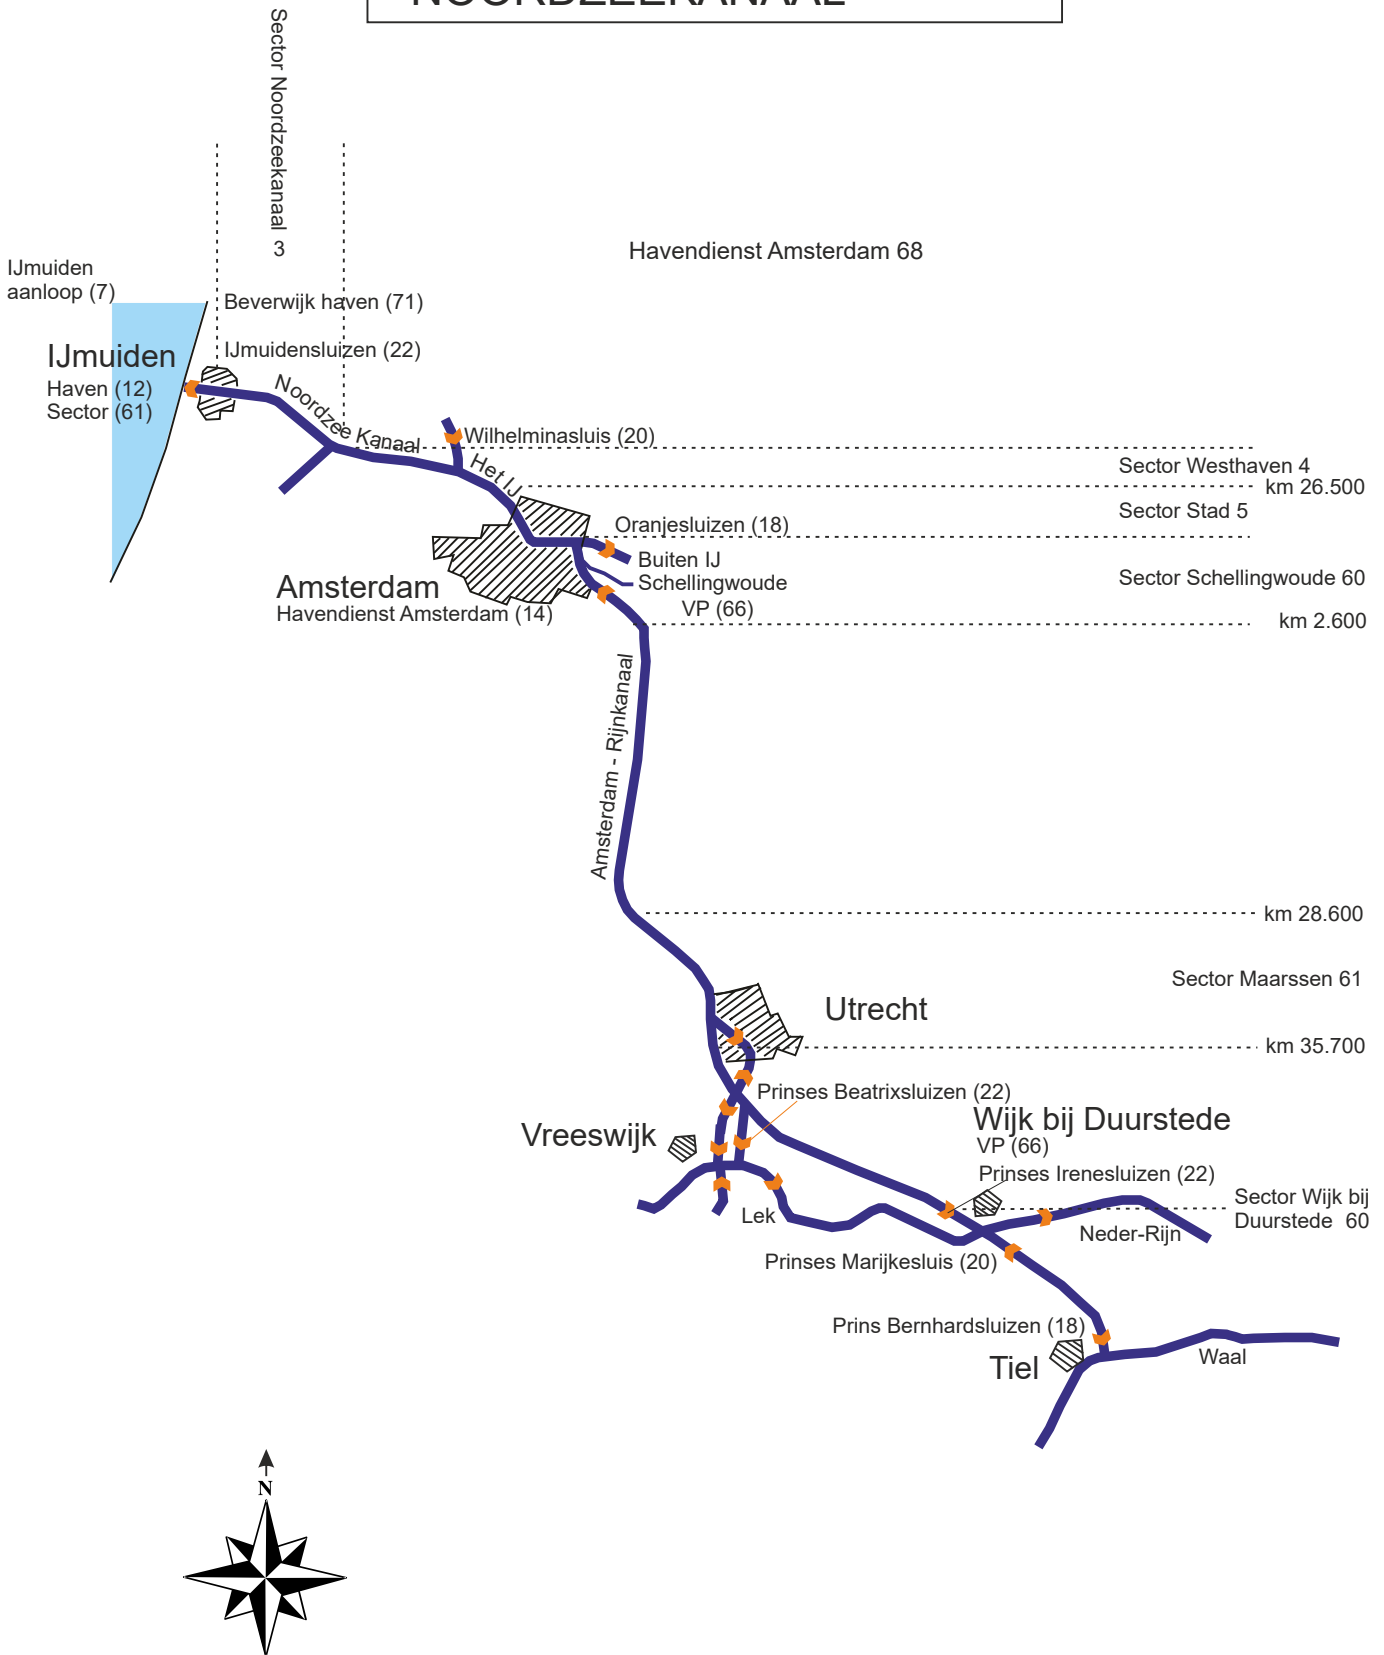 NOORDZEEKANAAL
Sector Noordzeekanaal
3
Havendienst Amsterdam 68
IJmuiden
aanloop (7)
Beverwijk haven (71)
IJmuidensluizen (22)
IJmuiden
Haven (12)
Sector (61)
Noordzee Kanaal
Wilhelminasluis (20)
Het IJ
Sector Westhaven 4
km 26.500
Sector Stad 5
Oranjesluizen (18)
Buiten IJ
Schellingwoude
VP (66)
Sector Schellingwoude 60
km 2.600
Amsterdam
Havendienst Amsterdam (14)
Amsterdam - Rijnkanaal
km 28.600
Sector Maarssen 61
Utrecht
km 35.700
Prinses Beatrixsluizen (22)
Vreeswijk
Wijk bij Duurstede
VP (66)
Prinses Irenesluizen (22)
Sector Wijk bij
Duurstede 60
Lek
Neder-Rijn
Prinses Marijkesluis (20)
Prins Bernhardsluizen (18)
Tiel
Waal
N